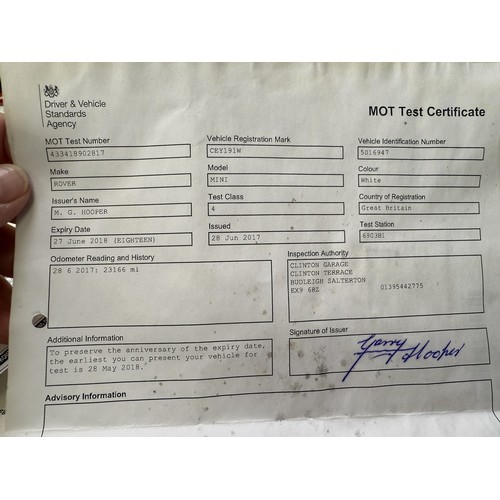 Driver & Vehicle
Standards
Agency
MOT Test Certificate
MOT Test Number
433418902817
Vehicle Registration Mark
CEY191W
Vehicle Identification Number
5016947
Make
ROVER
Model
MINI
Colour
White
Issuer's Name
M. G. HOOPER
Test Class
4
Country of Registration
Great Britain
Expiry Date
27 June 2018 (EIGHTEEN)
Issued
28 Jun 2017
Test Station
6903BI
Odometer Reading and History
28 6 2017: 23166 mi
Inspection Authority
CLINTON GARAGE
CLINTON TERRACE
BUDLEIGH SALTERTON
EX9 6RZ 01395442775
Additional Information
To preserve the anniversary of the expiry date,
the earliest you can present your vehicle for
test is 28 May 2018.
Signature of Issuer
Garry Hooper
Advisory Information